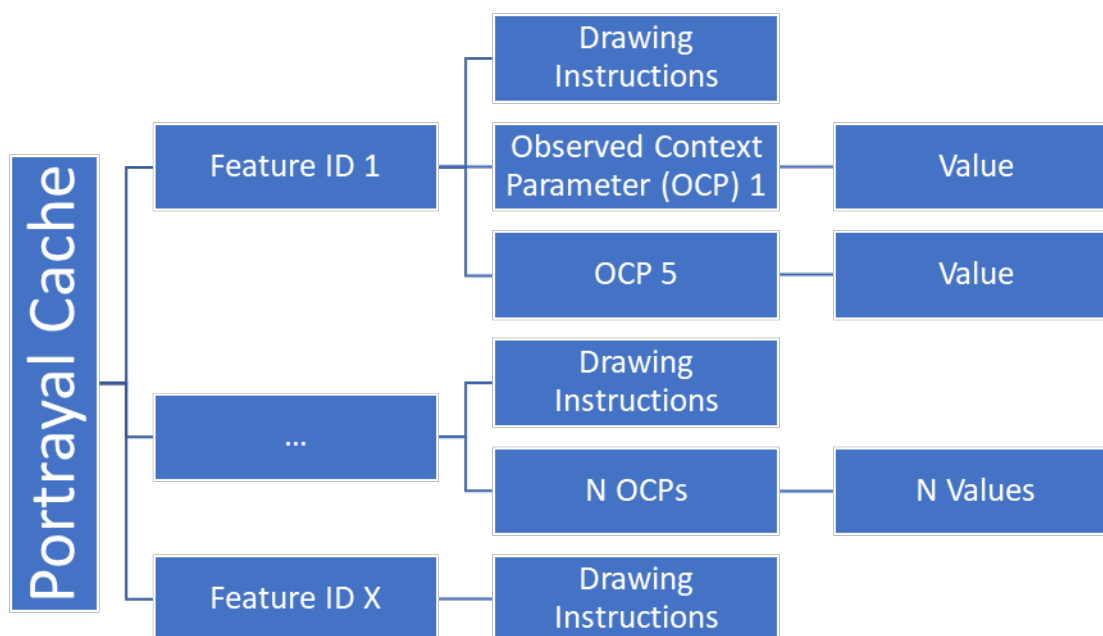 Portrayal Cache
Feature ID 1
Drawing
Instructions
Observed Context
Parameter (OCP) 1
Value
OCP 5
Value
...
Drawing
Instructions
N OCPs
N Values
Feature ID X
Drawing
Instructions